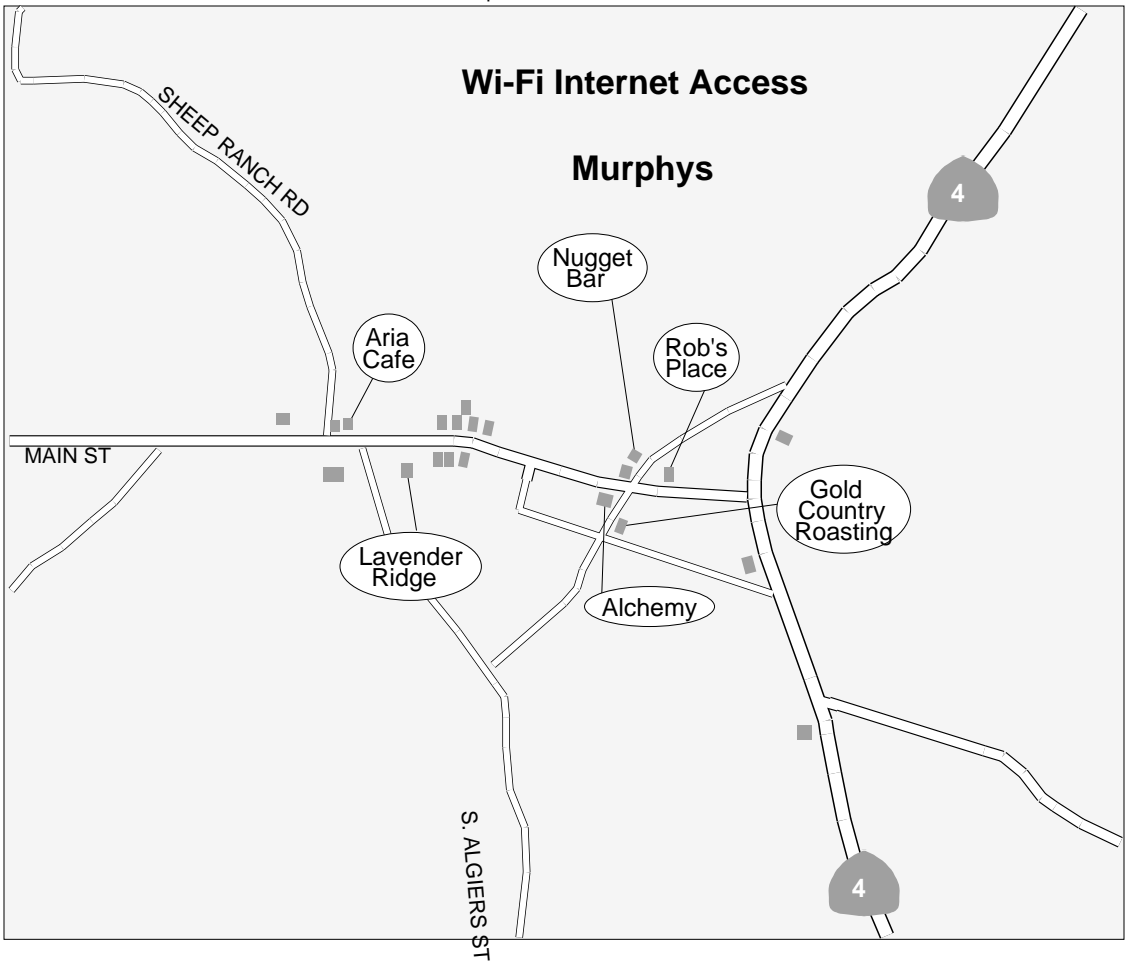 Wi-Fi Internet Access
Murphys
SHEEP RANCH RD
4
Nugget
Bar
Aria
Cafe
Rob's
Place
MAIN ST
Gold
Country
Roasting
Lavender
Ridge
Alchemy
S. ALGIERS ST
4